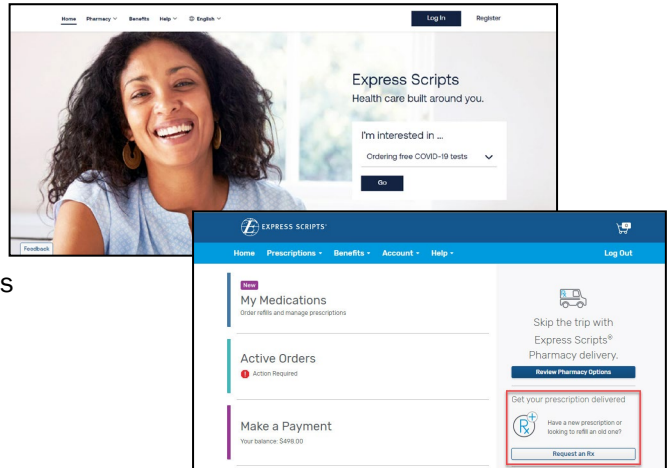 Home Pharmacy Benefits Help English Log In Register
Express Scripts
Health care built around you.
I'm interested in ...
Ordering free COVID-19 tests
Go
Feedback
s
EXPRESS SCRIPTS®
Home Prescriptions Benefits Account Help Log Out
New
My Medications
Order refills and manage prescriptions
Active Orders
! Action Required
Make a Payment
Your balance: $499.00
Skip the trip with
Express Scripts®
Pharmacy delivery.
Review Pharmacy Options
Get your prescription delivered
Rx
Have a new prescription or
looking to refill an old one?
Request an Rx